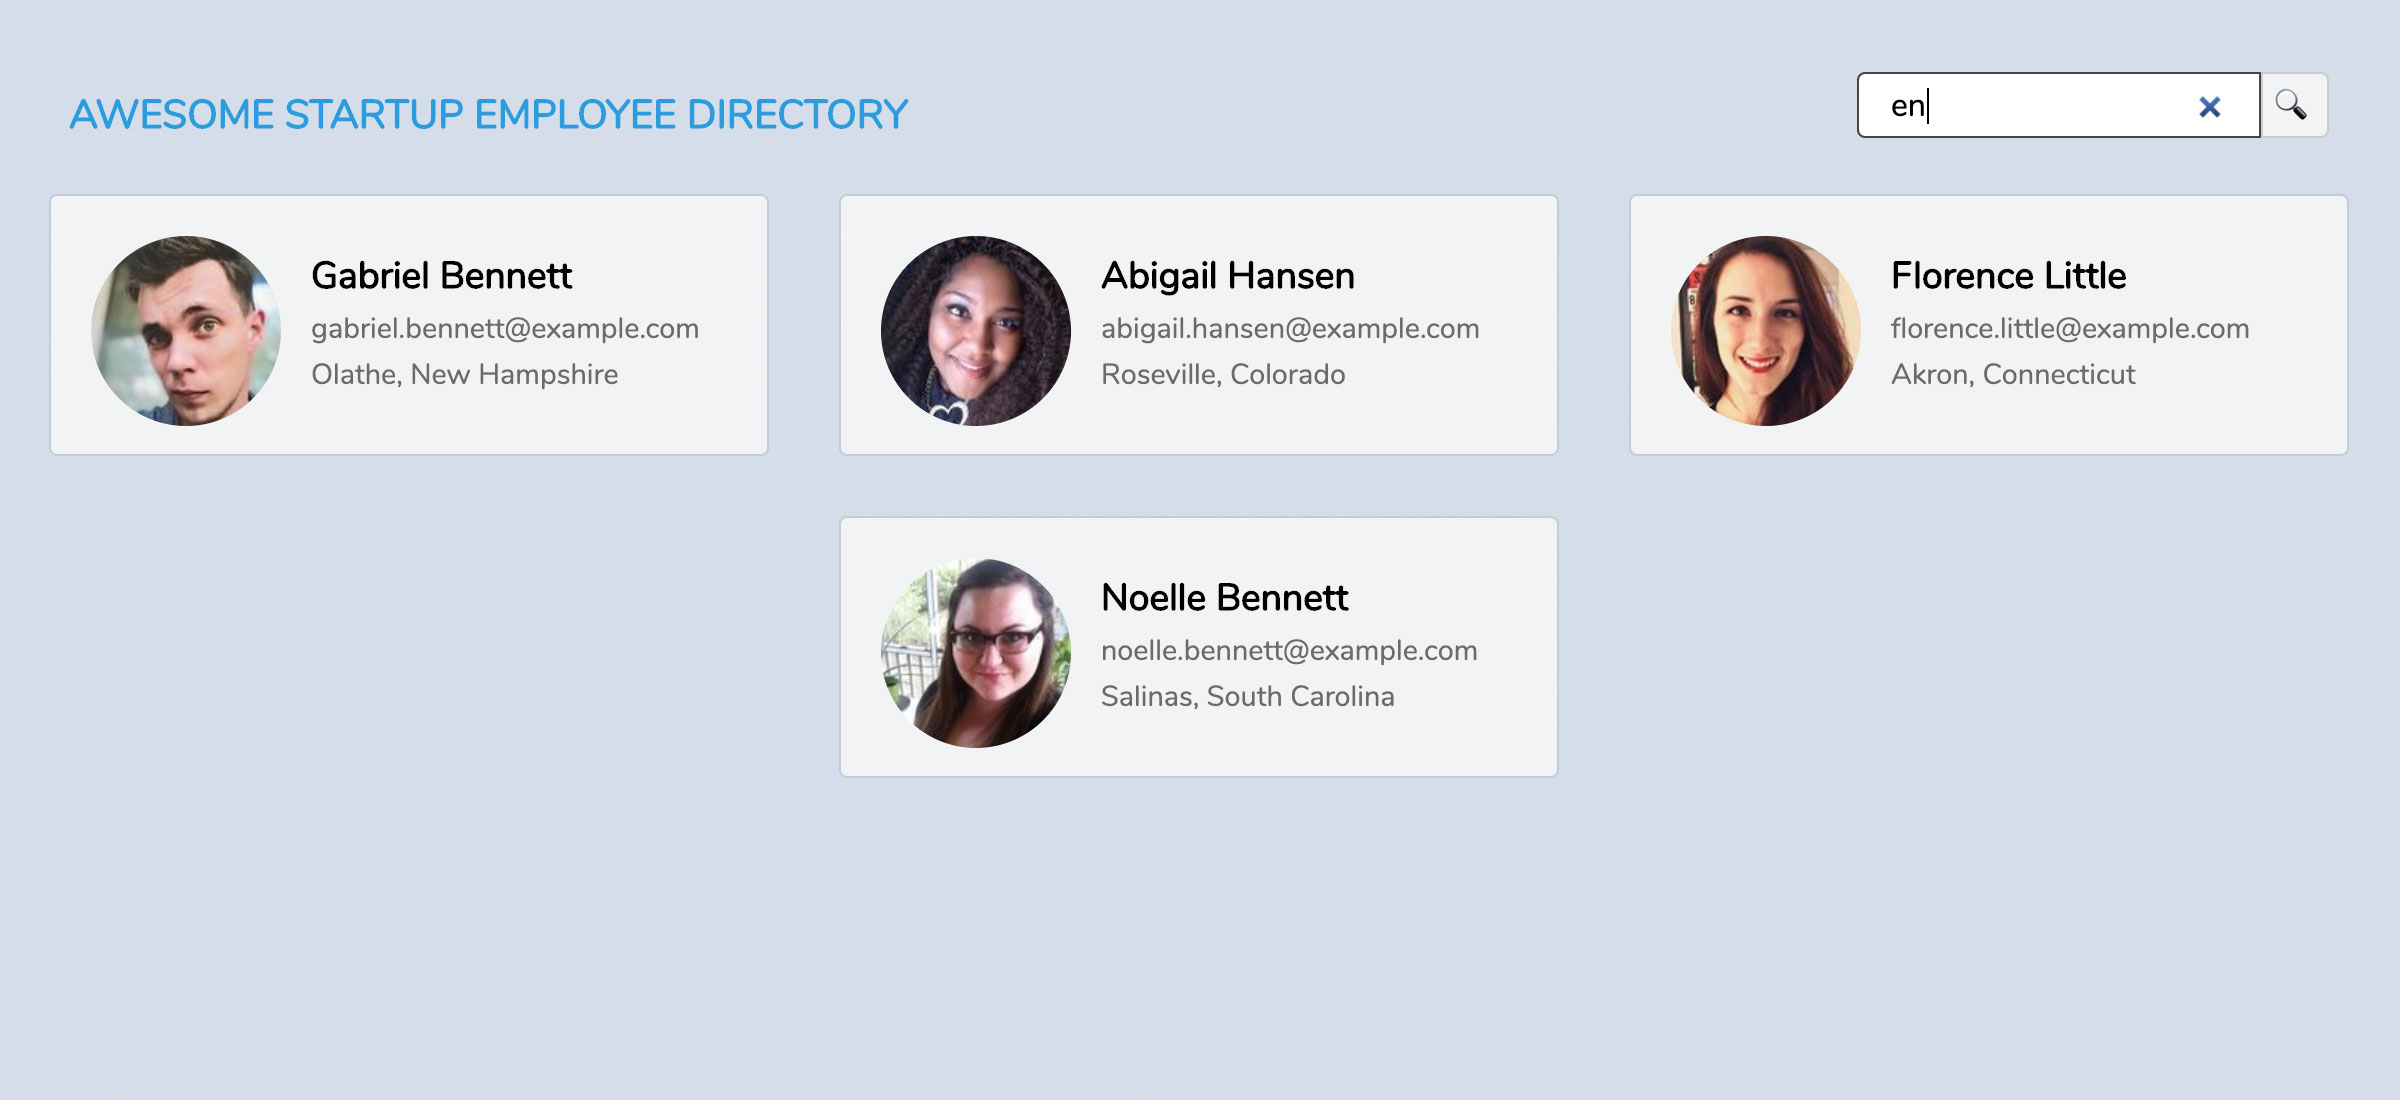 AWESOME STARTUP EMPLOYEE DIRECTORY
en
Gabriel Bennett
gabriel.bennett@example.com
Olathe, New Hampshire
Abigail Hansen
abigail.hansen@example.com
Roseville, Colorado
Florence Little
florence.little@example.com
Akron, Connecticut
Noelle Bennett
noelle.bennett@example.com
Salinas, South Carolina